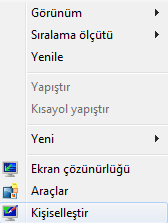 Görünüm
Sıralama ölçütü
Yenile
Yapıştır
Kısayol yapıştır
Yeni
Ekran çözünürlüğü
Araçlar
Kişiselleştir